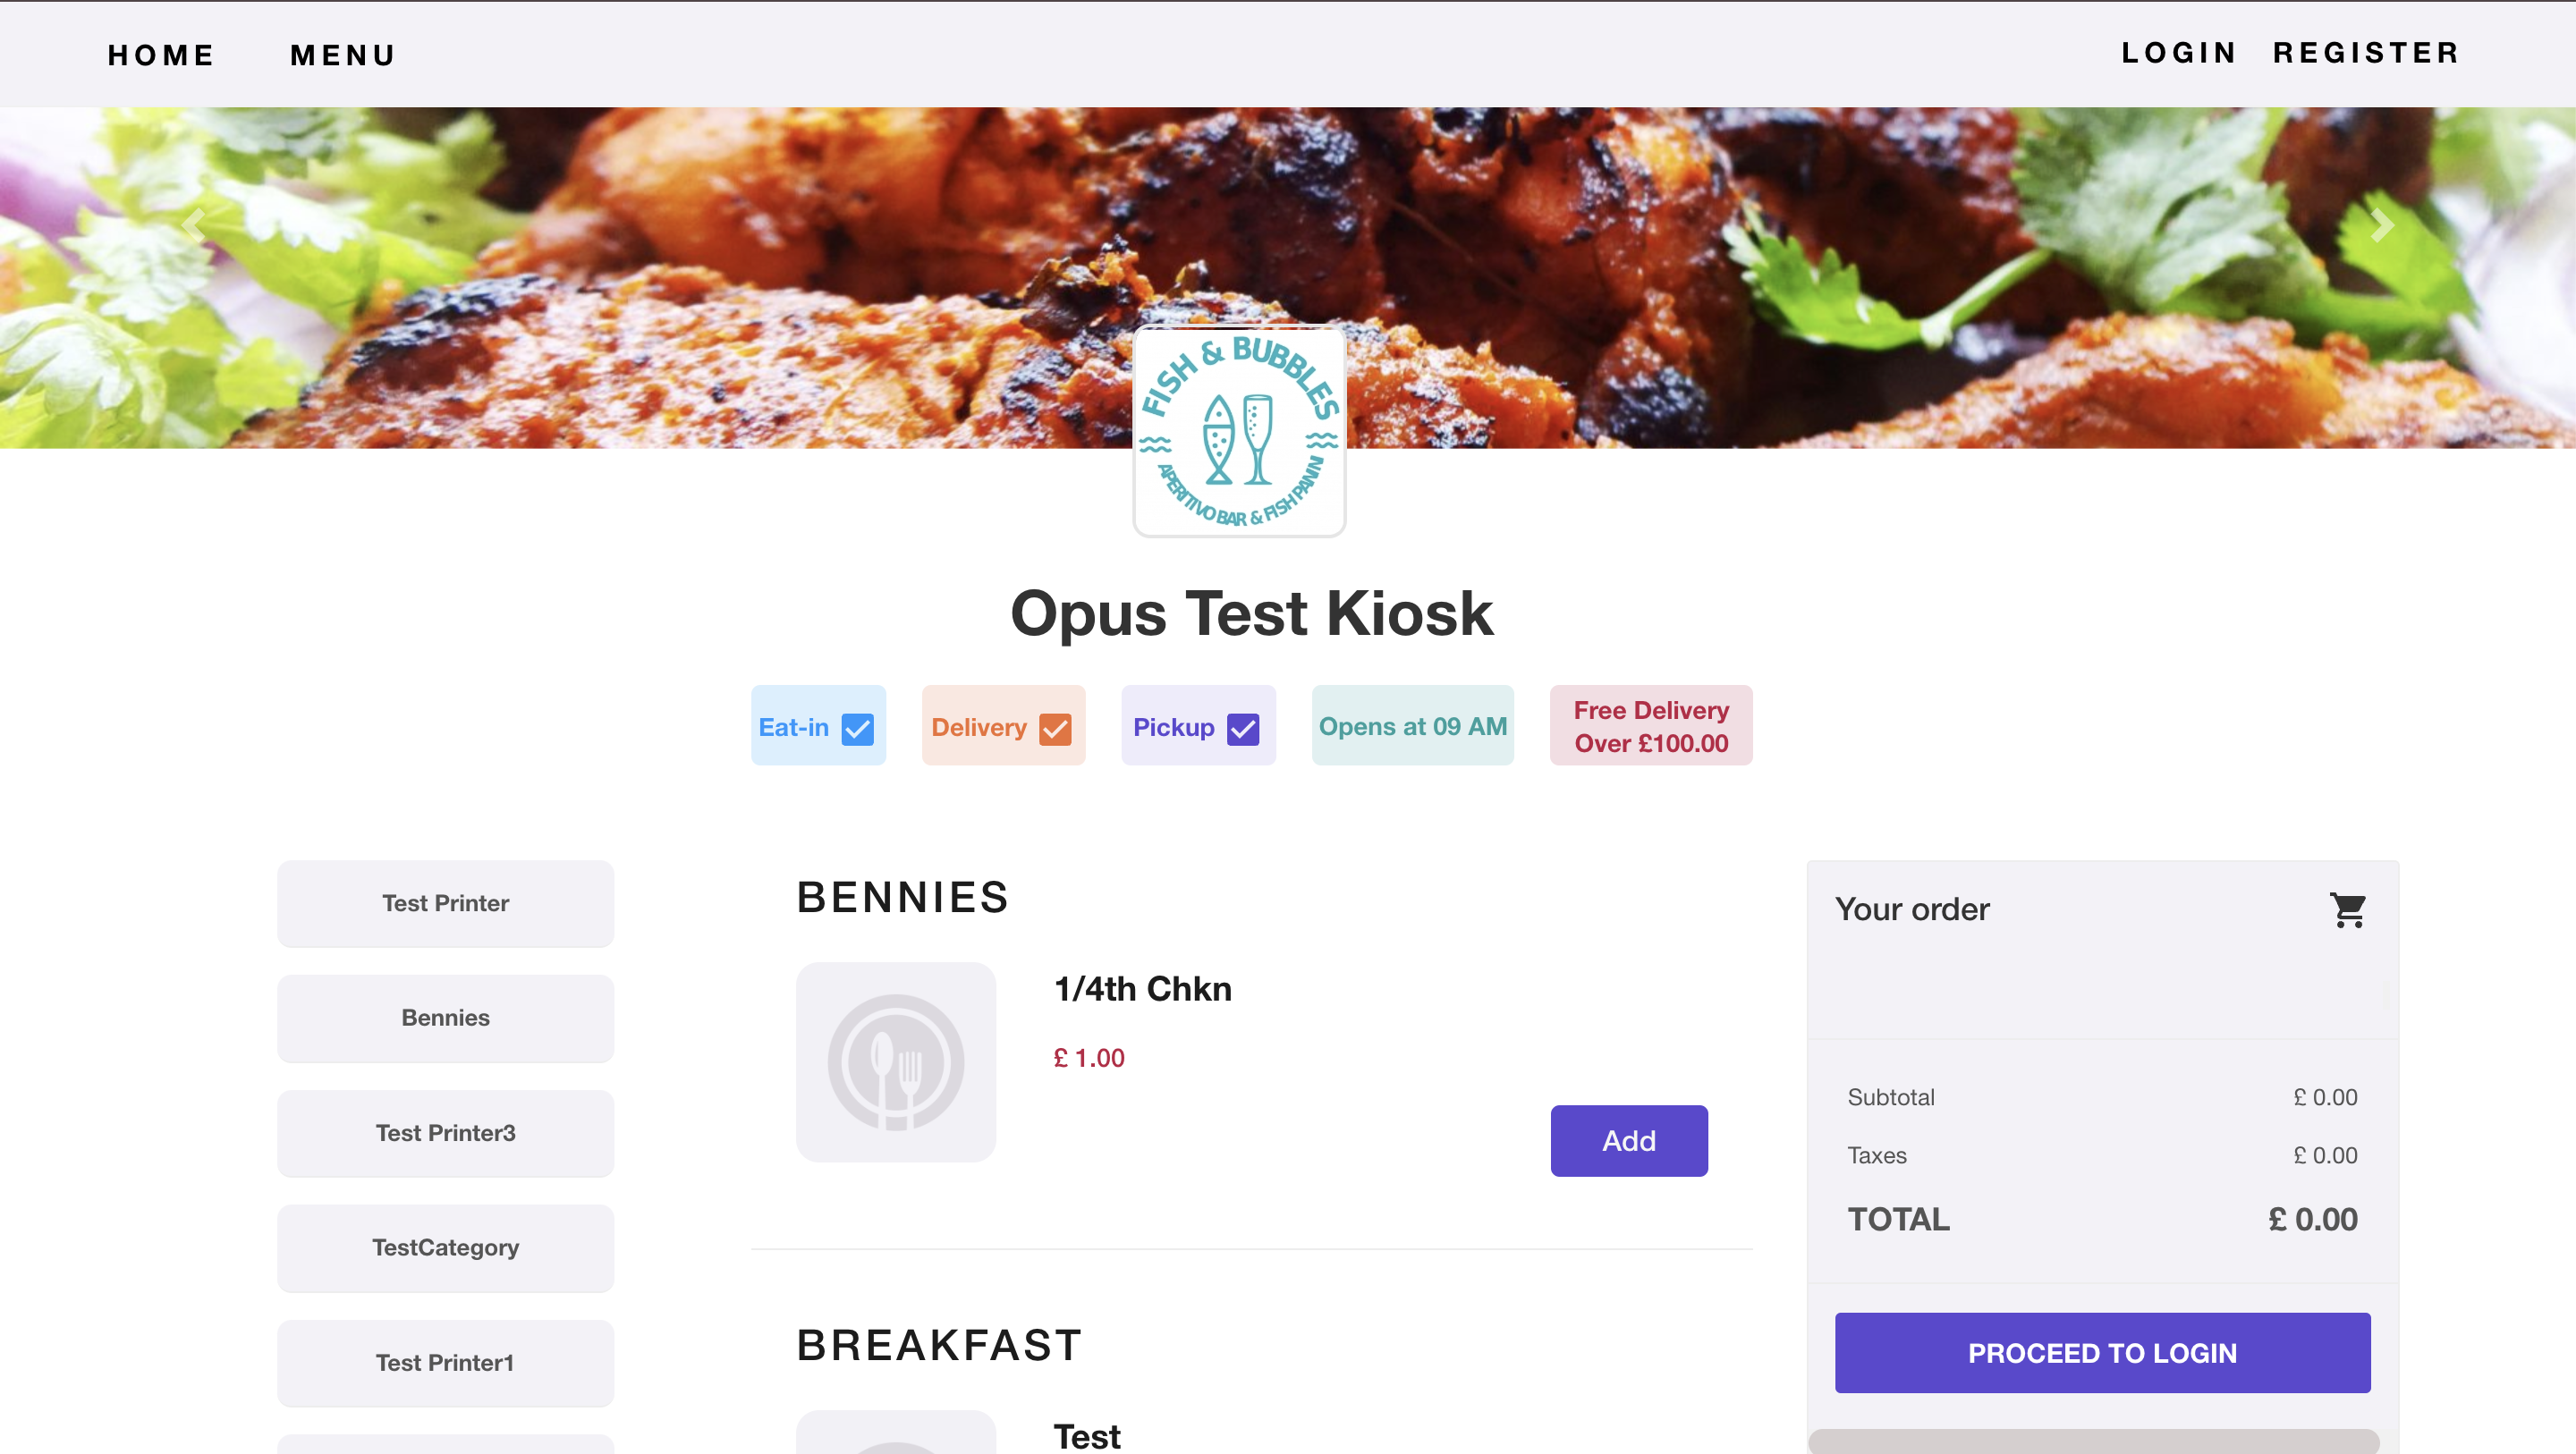 HOME MENU LOGIN REGISTER
FISH & BUBBLES
APERITIVO BAR & FISH PANINI
Opus Test Kiosk
Eat-in Delivery Pickup Opens at 09 AM Free Delivery
Over £100.00
Test Printer
Bennies
Test Printer3
TestCategory
Test Printer1
BENNIES
1/4th Chkn
£ 1.00
Add
BREAKFAST
Test
Your order
Subtotal £ 0.00
Taxes £ 0.00
TOTAL £ 0.00
PROCEED TO LOGIN